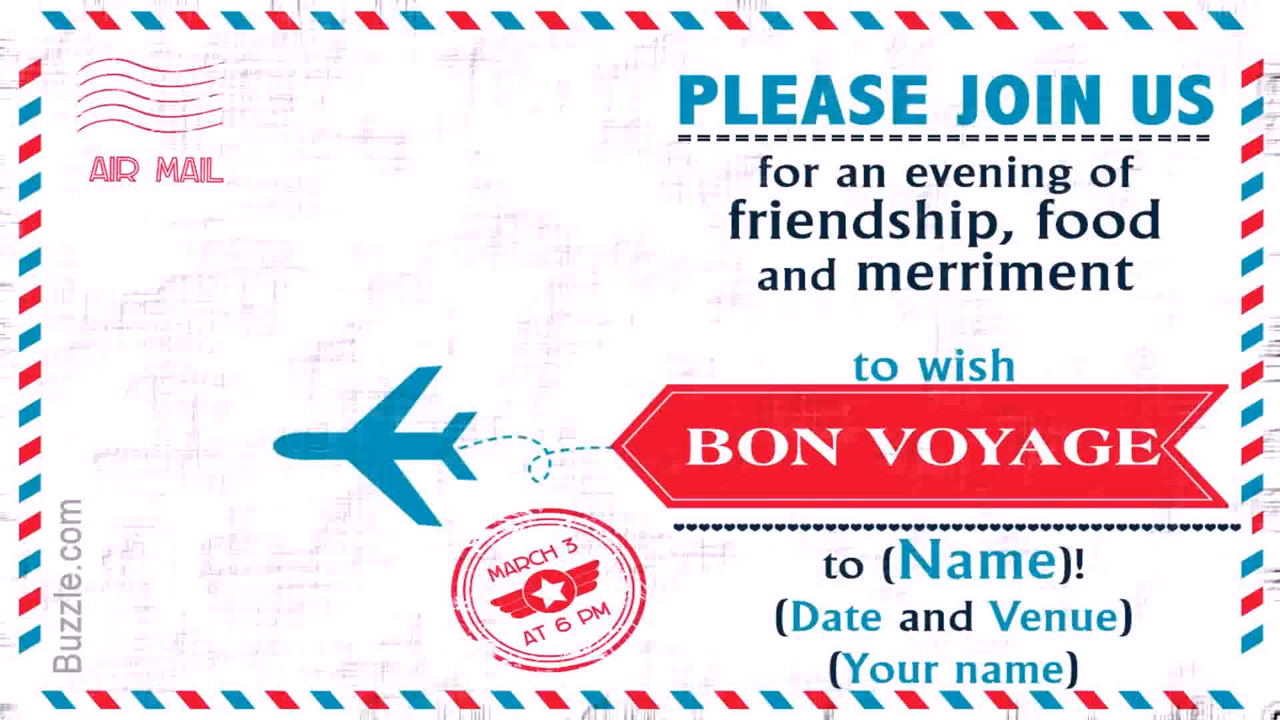 AIR MAIL
PLEASE JOIN US
for an evening of
friendship, food
and merriment
to wish
BON VOYAGE
to (Name)!
(Date and Venue)
(Your name)
MARCH 3
AT 6 PM
Buzzle.com